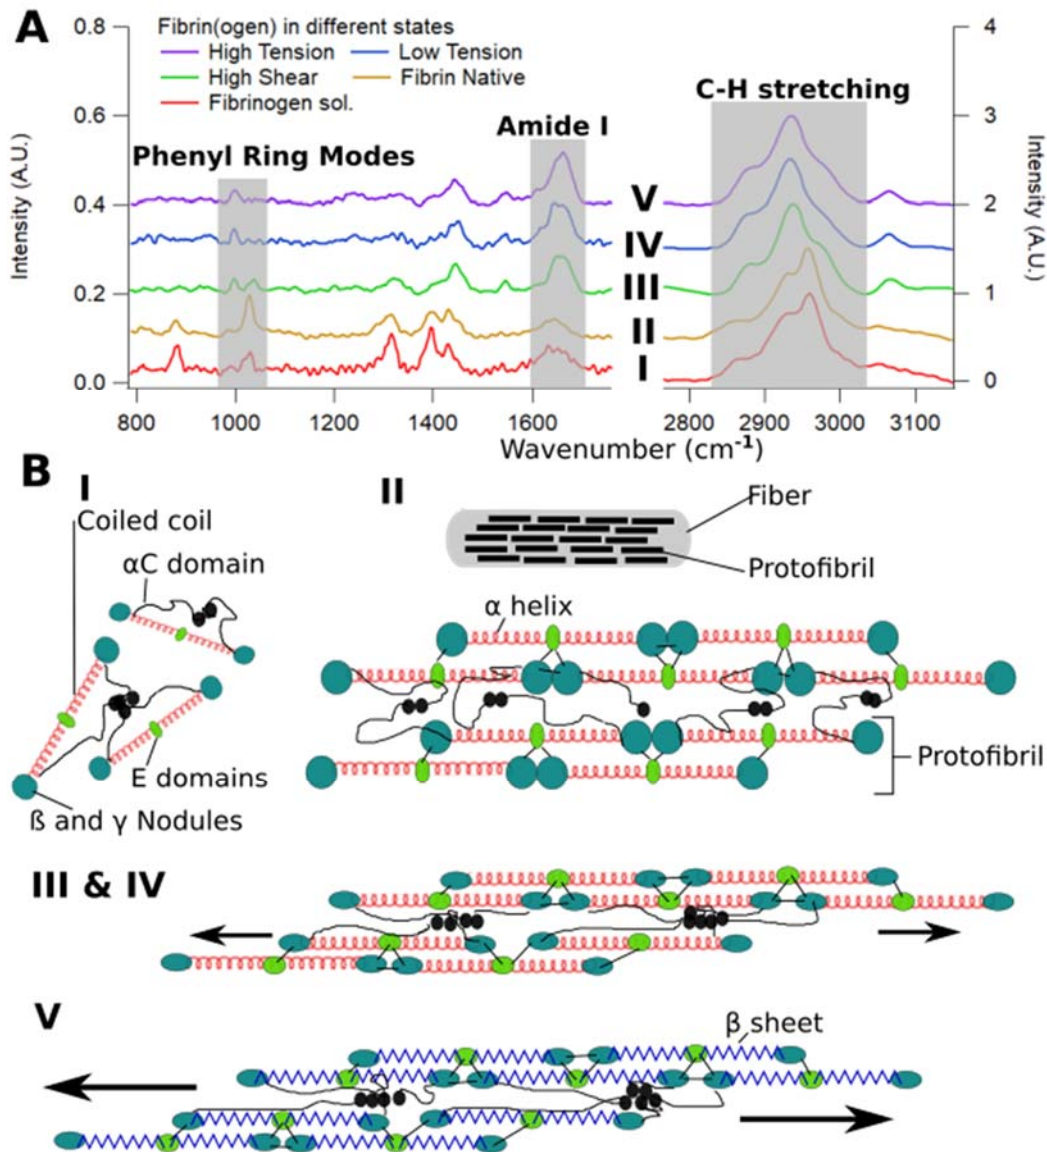 A
Fibrin(ogen) in different states
High Tension
Low Tension
High Shear
Fibrin Native
Fibrinogen sol.
Phenyl Ring Modes
Amide I
C-H stretching
Intensity (A.U.)
0.8
0.6
0.4
0.2
0.0
V
IV
III
II
I
4
3
2
1
0
Intensity (A.U.)
800 1000 1200 1400 1600 2800 2900 3000 3100
Wavenumber (cm⁻¹)
B
I
Coiled coil
αC domain
E domains
ß and γ Nodules
II
Fiber
Protofibril
α helix
Protofibril
III & IV
V
β sheet